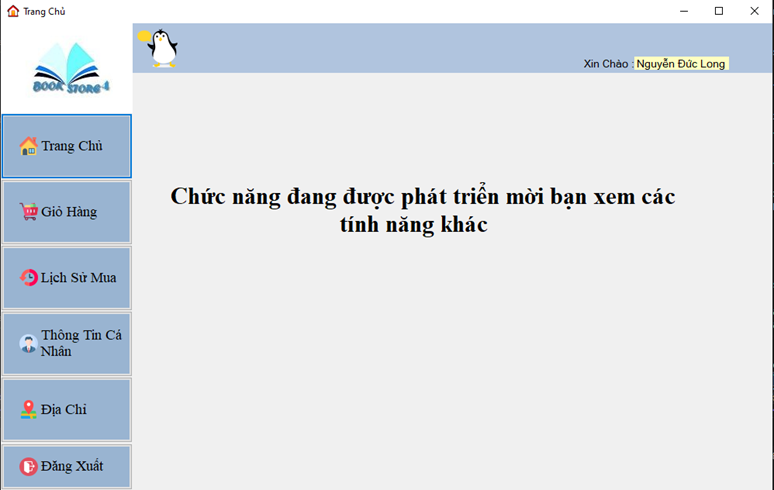 Trang Chủ
BOOK STORE-4
Xin Chào :Nguyễn Đức Long
Trang Chủ
Giỏ Hàng
Lịch Sử Mua
Thông Tin Cá
Nhân
Địa Chỉ
Đăng Xuất
Chức năng đang được phát triển mời bạn xem các
tính năng khác